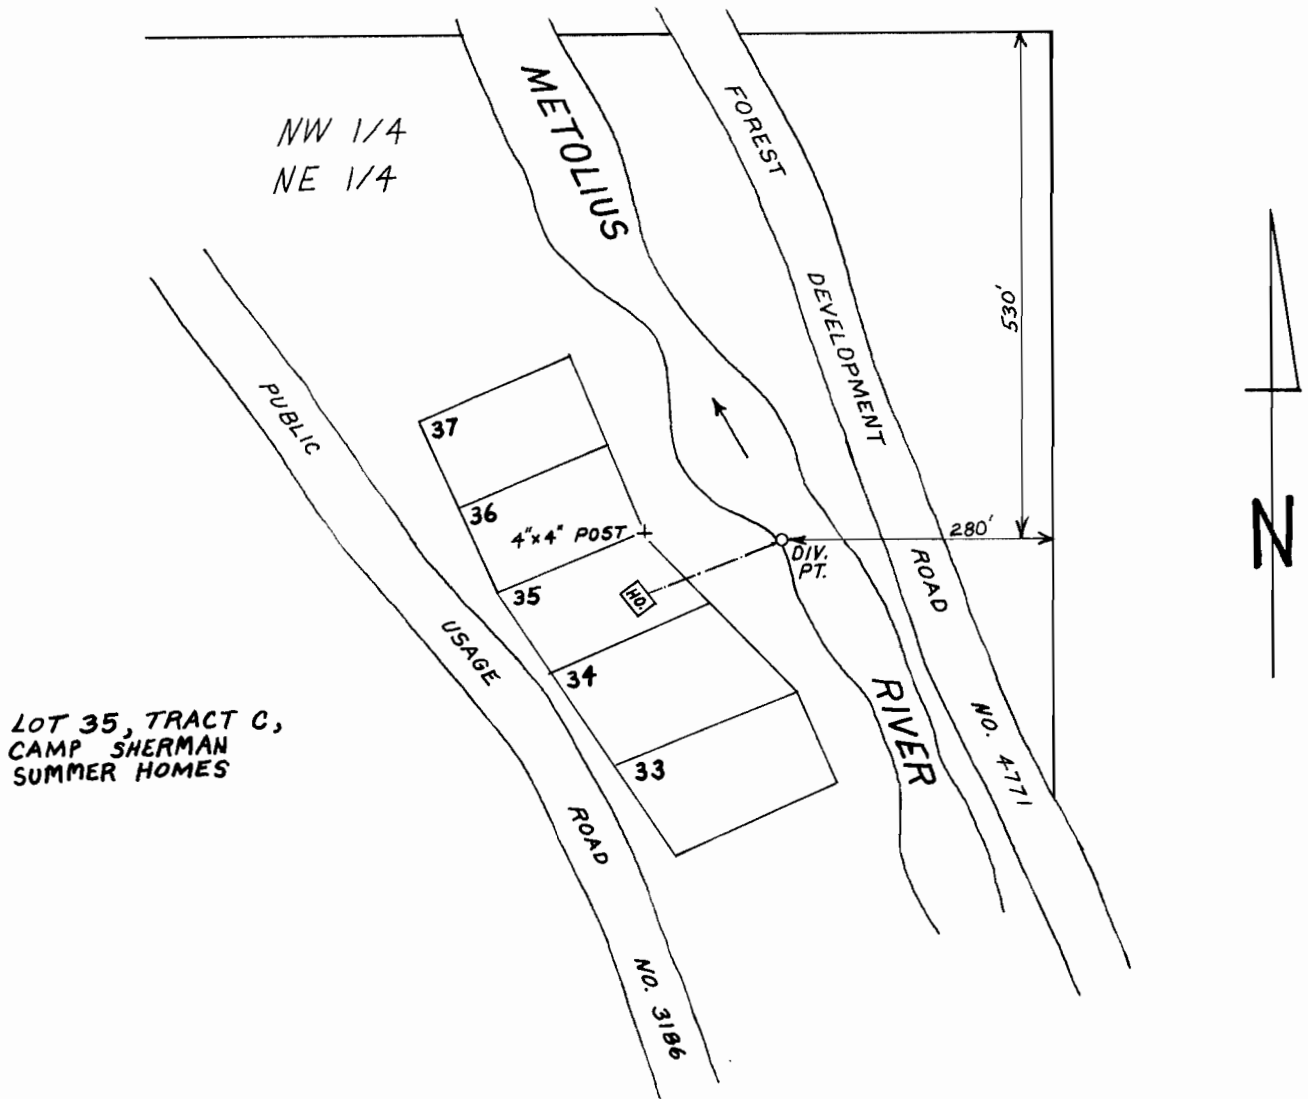 NW 1/4
NE 1/4
METOLIUS
FOREST
DEVELOPMENT
530'
PUBLIC
37
36
4"x4" POST
280'
DIV.
PT.
N
35
HO.
ROAD
USAGE
34
RIVER
LOT 35, TRACT C,
CAMP SHERMAN
SUMMER HOMES
33
NO. 4771
ROAD
NO. 3186